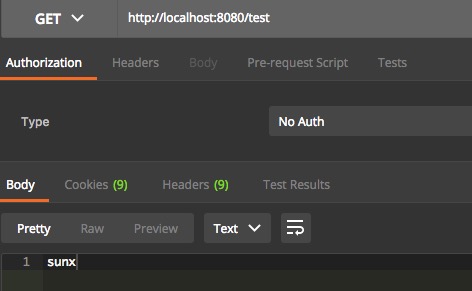 GET http://localhost:8080/test
Authorization Headers Body Pre-request Script Tests
Type No Auth
Body Cookies (9) Headers (9) Test Results
Pretty Raw Preview Text
1 sunx